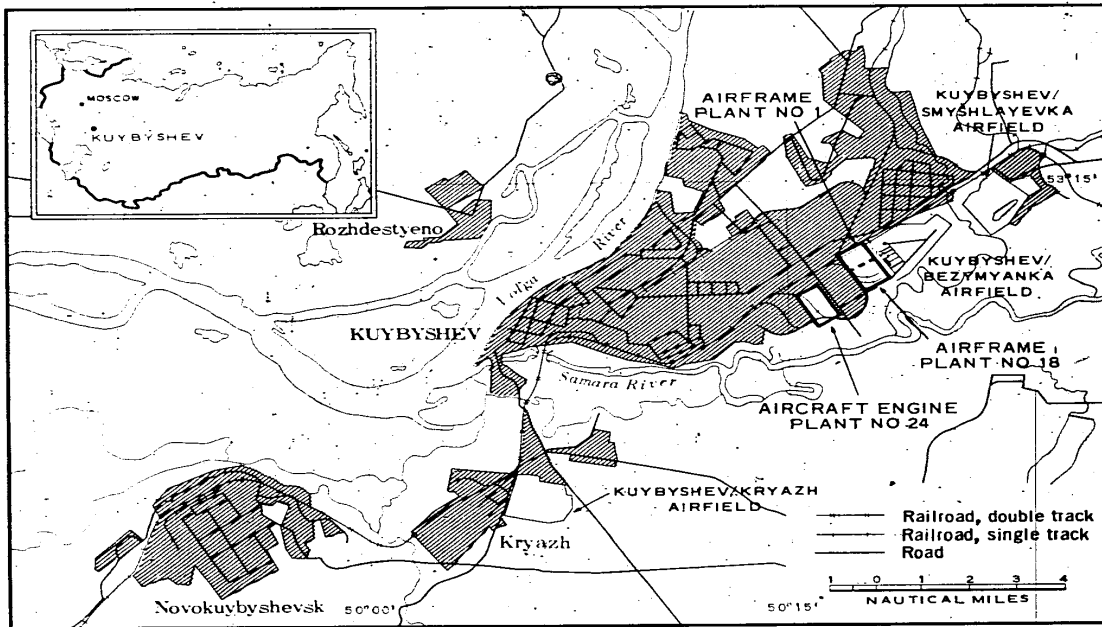 MOSCOW
KUYBYSHEV
AIRFRAME
PLANT NO 1
KUYBYSHEV/
SMYSHLAYEVKA
AIRFIELD
53°15'
Rozhdestveno
Volga River
KUYBYSHEV/
BEZYMYANKA
AIRFIELD
KUYBYSHEV
AIRFRAME
PLANT NO. 18
Samara River
AIRCRAFT ENGINE
PLANT NO. 24
KUYBYSHEV/KRYAZH
AIRFIELD
Kryazh
Novokuybyshevsk
50°00'
50°15'
Railroad, double track
Railroad, single track
Road
1 0 1 2 3 4
NAUTICAL MILES